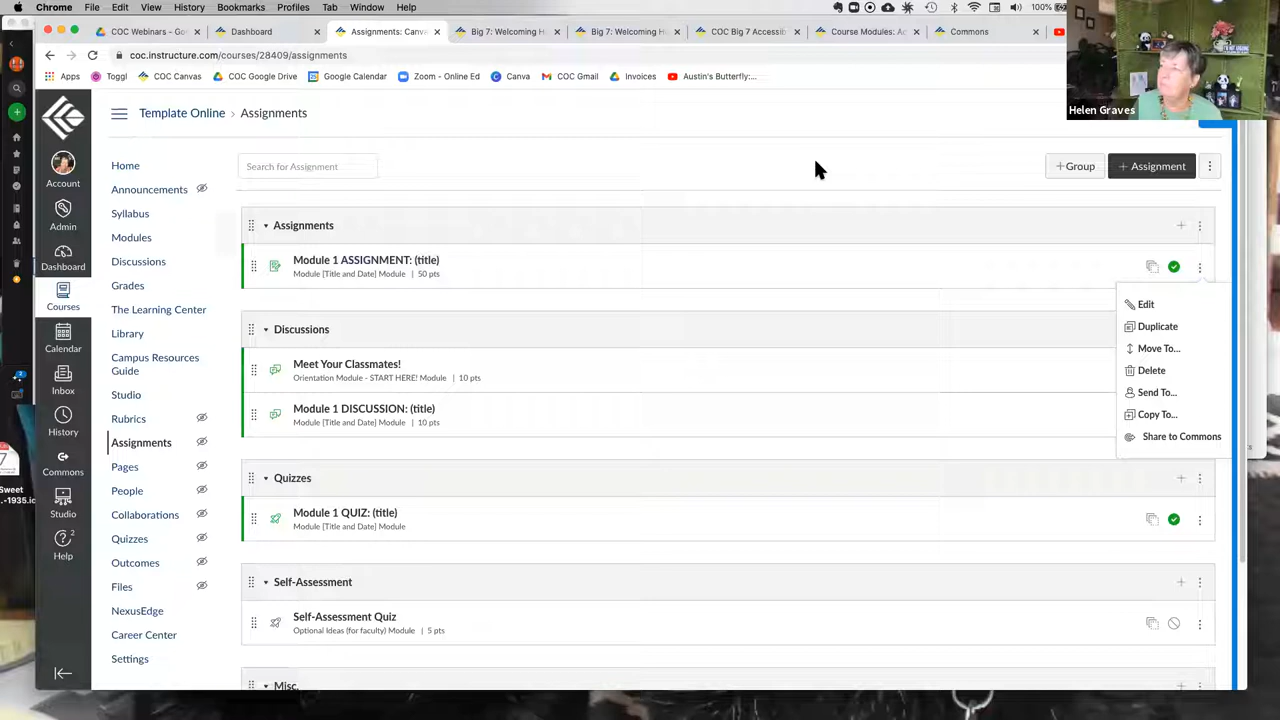 Chrome File Edit View History Bookmarks Profiles Tab Window Help 100%
COC Webinars - Go
Dashboard
Assignments: Canv
Big 7: Welcoming H
Big 7: Welcoming H
COC Big 7 Accessib
Course Modules: A
Commons
coc.instructure.com/courses/28409/assignments
Apps Toggl COC Canvas COC Google Drive Google Calendar Zoom - Online Ed Canva COC Gmail Invoices Austin's Butterfly:...
Helen Graves
Template Online > Assignments
Account
Admin
Dashboard
Courses
Calendar
Inbox
History
Commons
Studio
2
Help
Home
Announcements
Syllabus
Modules
Discussions
Grades
The Learning Center
Library
Campus Resources
Guide
Studio
Rubrics
Assignments
Pages
People
Collaborations
Quizzes
Outcomes
Files
NexusEdge
Career Center
Settings
Search for Assignment
+Group
+ Assignment
Assignments
Module 1 ASSIGNMENT: (title)
Module [Title and Date] Module | 50 pts
Edit
Duplicate
Move To...
Delete
Send To...
Copy To...
Share to Commons
Discussions
Meet Your Classmates!
Orientation Module - START HERE! Module | 10 pts
Module 1 DISCUSSION: (title)
Module [Title and Date] Module | 10 pts
Quizzes
Module 1 QUIZ: (title)
Module [Title and Date] Module
Self-Assessment
Self-Assessment Quiz
Optional Ideas (for faculty) Module | 5 pts
Misc.
Sweet
.-1935.ic